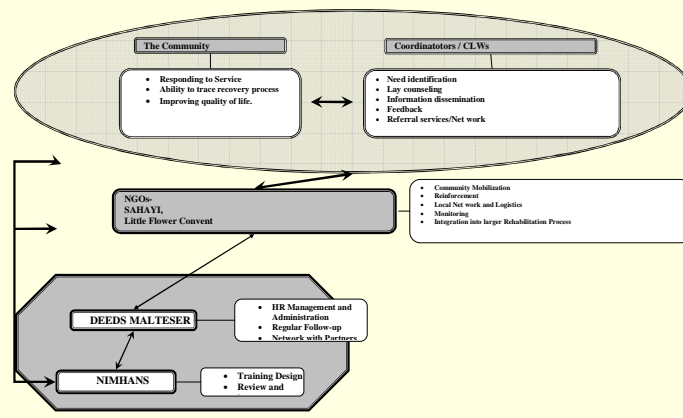 The Community
Coordinatotors / CLWs
Responding to Service
Ability to trace recovery process
Improving quality of life.
Need identification
Lay counseling
Information dissemination
Feedback
Referral services/Net work
NGOs-
SAHAYI,
Little Flower Convent
Community Mobilization
Reinforcement
Local Net work and Logistics
Monitoring
Integration into larger Rehabilitation Process
DEEDS MALTESER
HR Management and
Administration
Regular Follow-up
Network with Partners
NIMHANS
Training Design
Review and